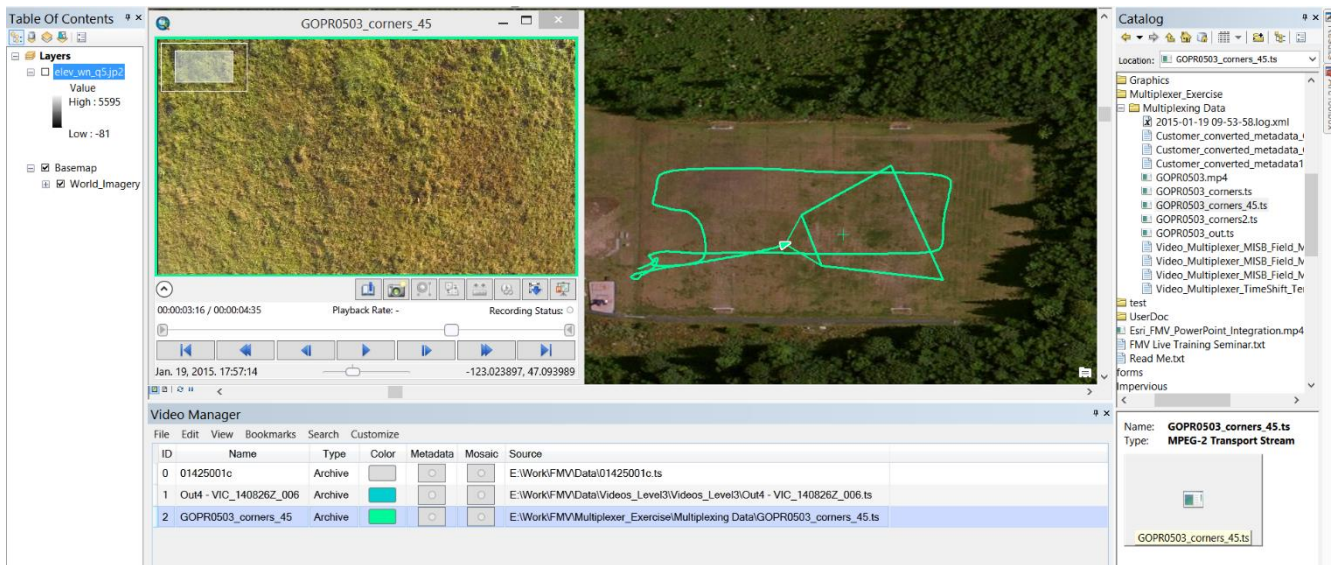 Table Of Contents
Layers
elev_wn_q5.jp2
Value
High : 5595
Low : -81
Basemap
World_Imagery
GOPR0503_corners_45
00:00:03:16 / 00:00:04:35 Playback Rate: - Recording Status:
Jan. 19, 2015. 17:57:14 -123.023897, 47.093989
Video Manager
File Edit View Bookmarks Search Customize
ID Name Type Color Metadata Mosaic Source
0 01425001c Archive E:\Work\FMV\Data\01425001c.ts
1 Out4 - VIC_140826Z_006 Archive E:\Work\FMV\Data\Videos_Level3\Videos_Level3\Out4 - VIC_140826Z_006.ts
2 GOPR0503_corners_45 Archive E:\Work\FMV\Multiplexer_Exercise\Multiplexing Data\GOPR0503_corners_45.ts
Catalog
Location: GOPR0503_corners_45.ts
Graphics
Multiplexer_Exercise
Multiplexing Data
2015-01-19 09-53-58.log.xml
Customer_converted_metadata_
Customer_converted_metadata_
Customer_converted_metadata1
GOPR0503.mp4
GOPR0503_corners.ts
GOPR0503_corners_45.ts
GOPR0503_corners2.ts
GOPR0503_out.ts
Video_Multiplexer_MISB_Field_M
Video_Multiplexer_MISB_Field_M
Video_Multiplexer_MISB_Field_M
Video_Multiplexer_TimeShift_Te
test
UserDoc
Esri_FMV_PowerPoint_Integration.mp4
FMV Live Training Seminar.txt
Read Me.txt
forms
Impervious
Name: GOPR0503_corners_45.ts
Type: MPEG-2 Transport Stream
GOPR0503_corners_45.ts